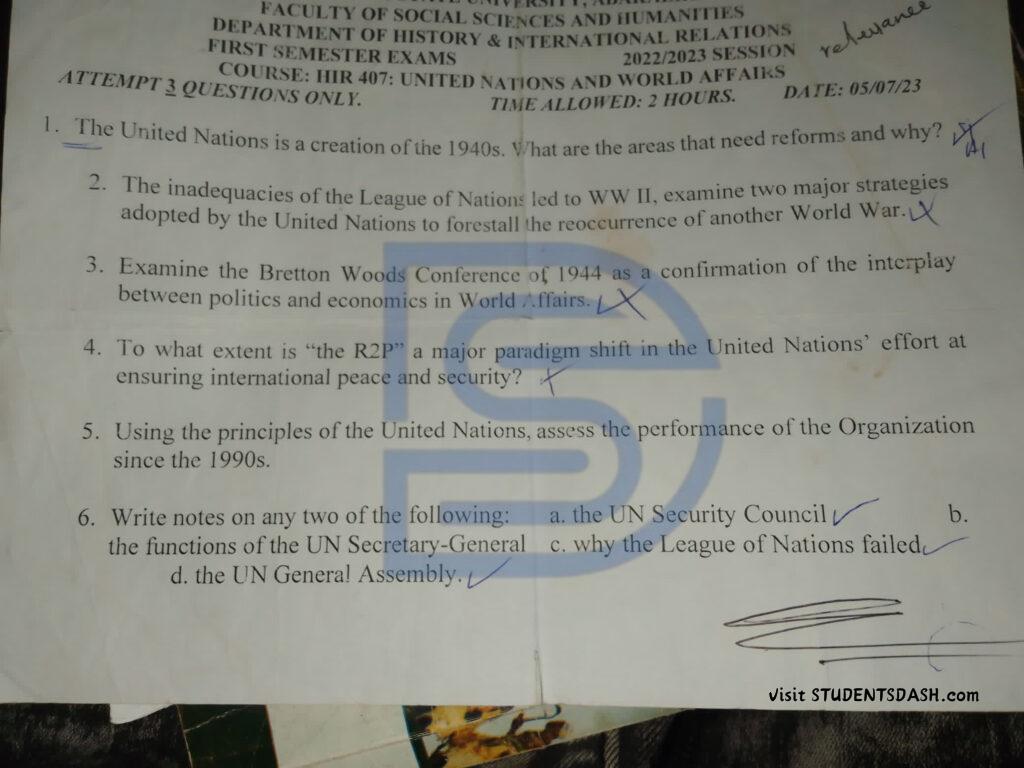 FACULTY OF SOCIAL SCIENCES AND HUMANITIES
DEPARTMENT OF HISTORY & INTERNATIONAL RELATIONS
FIRST SEMESTER EXAMS 2022/2023 SESSION
relevance
COURSE: HIR 407: UNITED NATIONS AND WORLD AFFAIRS
ATTEMPT 3 QUESTIONS ONLY. TIME ALLOWED: 2 HOURS. DATE: 05/07/23
1. The United Nations is a creation of the 1940s. What are the areas that need reforms and why?
2. The inadequacies of the League of Nations led to WW II, examine two major strategies
adopted by the United Nations to forestall the reoccurrence of another World War.
3. Examine the Bretton Woods Conference of 1944 as a confirmation of the interplay
between politics and economics in World Affairs.
4. To what extent is “the R2P” a major paradigm shift in the United Nations’ effort at
ensuring international peace and security?
5. Using the principles of the United Nations, assess the performance of the Organization
since the 1990s.
6. Write notes on any two of the following: a. the UN Security Council b.
the functions of the UN Secretary-General c. why the League of Nations failed
d. the UN General Assembly.
Visit STUDENTSDASH.com